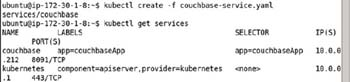 ubuntu@ip-172-30-1-8:~$ kubectl create -f couchbase-service.yaml
services/couchbase
ubuntu@ip-172-30-1-8:~$ kubectl get services
NAME LABELS SELECTOR IP(S)
PORT(S)
couchbase app=couchbaseApp app=couchbaseApp 10.0.0
.212 8091/TCP
kubernetes component=apiserver,provider=kubernetes <none> 10.0.0
.1 443/TCP